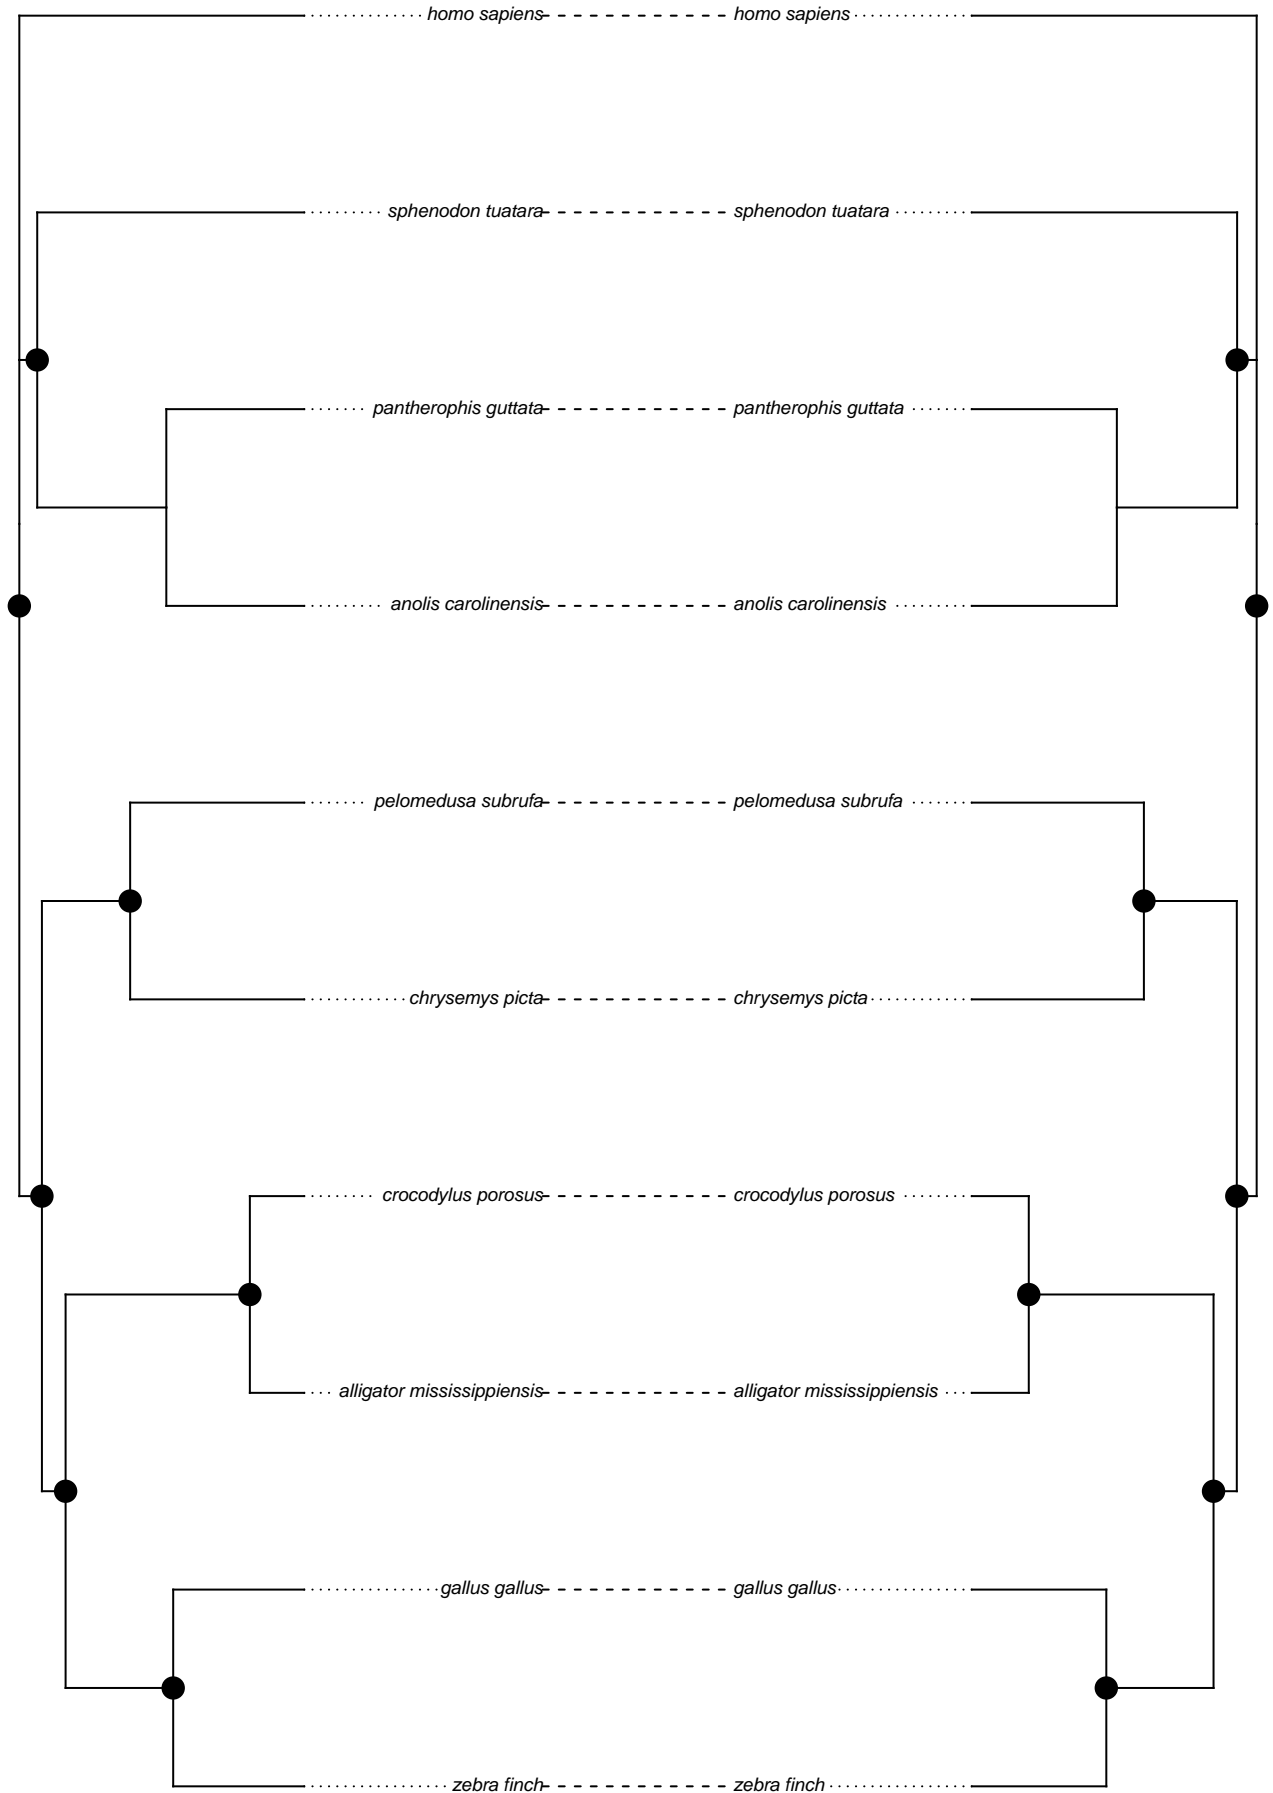 homo sapiens homo sapiens
sphenodon tuatara sphenodon tuatara
pantherophis guttata pantherophis guttata
anolis carolinensis anolis carolinensis
pelomedusa subrufa pelomedusa subrufa
chrysemys picta chrysemys picta
crocodylus porosus crocodylus porosus
alligator mississippiensis alligator mississippiensis
gallus gallus gallus gallus
zebra finch zebra finch